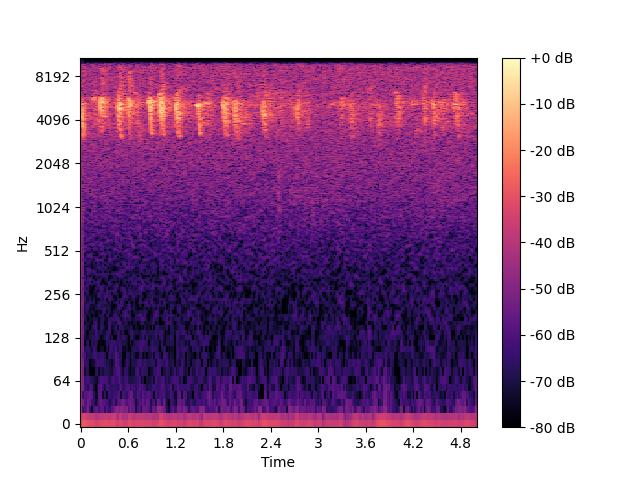 8192
4096
2048
1024
512
256
128
64
0
Hz
0 0.6 1.2 1.8 2.4 3 3.6 4.2 4.8
Time
+0 dB
-10 dB
-20 dB
-30 dB
-40 dB
-50 dB
-60 dB
-70 dB
-80 dB